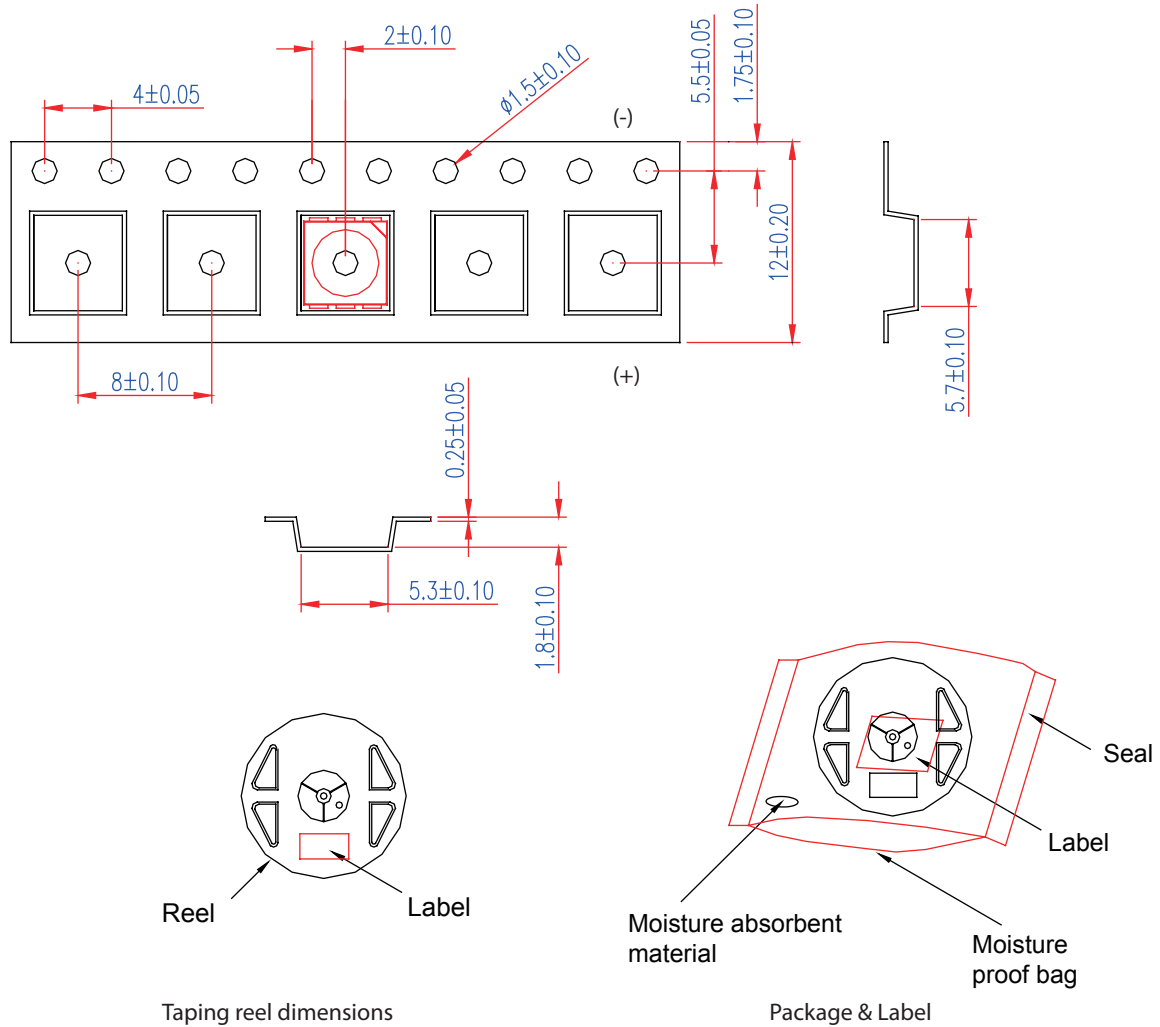 2±0.10
4±0.05
ø1.5±0.10
5.5±0.05
1.75±0.10
(-)
12±0.20
5.7±0.10
8±0.10
(+)
0.25±0.05
5.3±0.10
1.8±0.10
Seal
Label
Reel
Label
Moisture absorbent
material
Moisture
proof bag
Taping reel dimensions
Package & Label